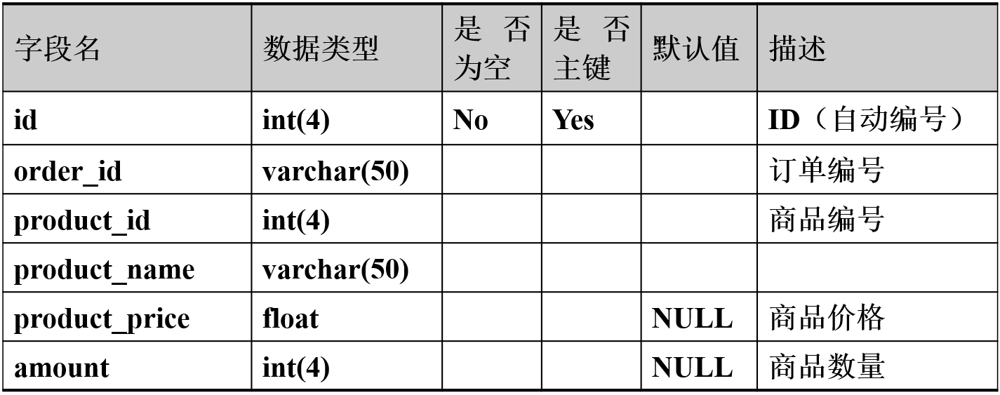 字段名 数据类型 是否为空 是否主键 默认值 描述
id int(4) No Yes ID（自动编号）
order_id varchar(50) 订单编号
product_id int(4) 商品编号
product_name varchar(50)
product_price float NULL 商品价格
amount int(4) NULL 商品数量